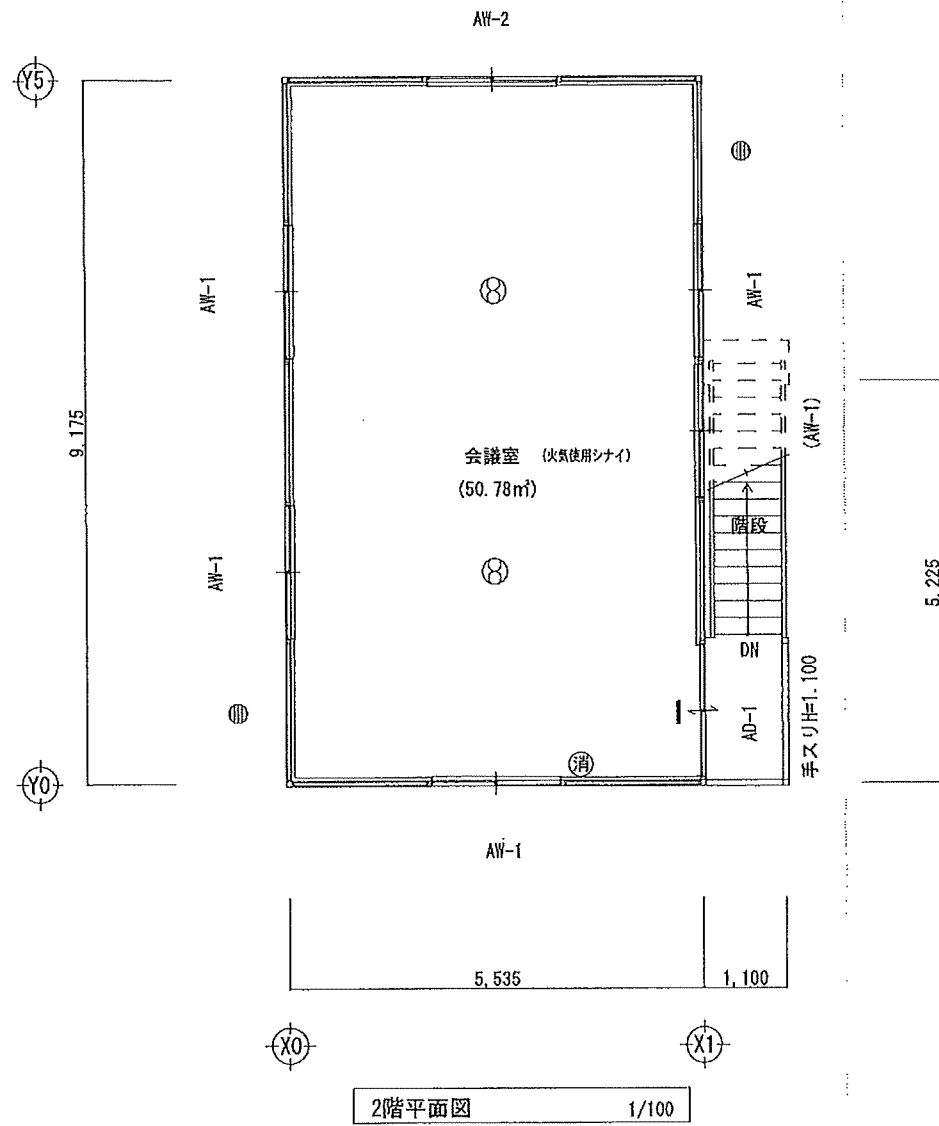 AW-2
Y5
AW-1
AW-1
9,175
会議室 (火気使用シナイ)
(50.78㎡)
(AW-1)
階段
5,225
AW-1
DN
AD-1
手スリH=1.100
消
Y0
AW-1
5,535
1,100
X0
X1
2階平面図 1/100